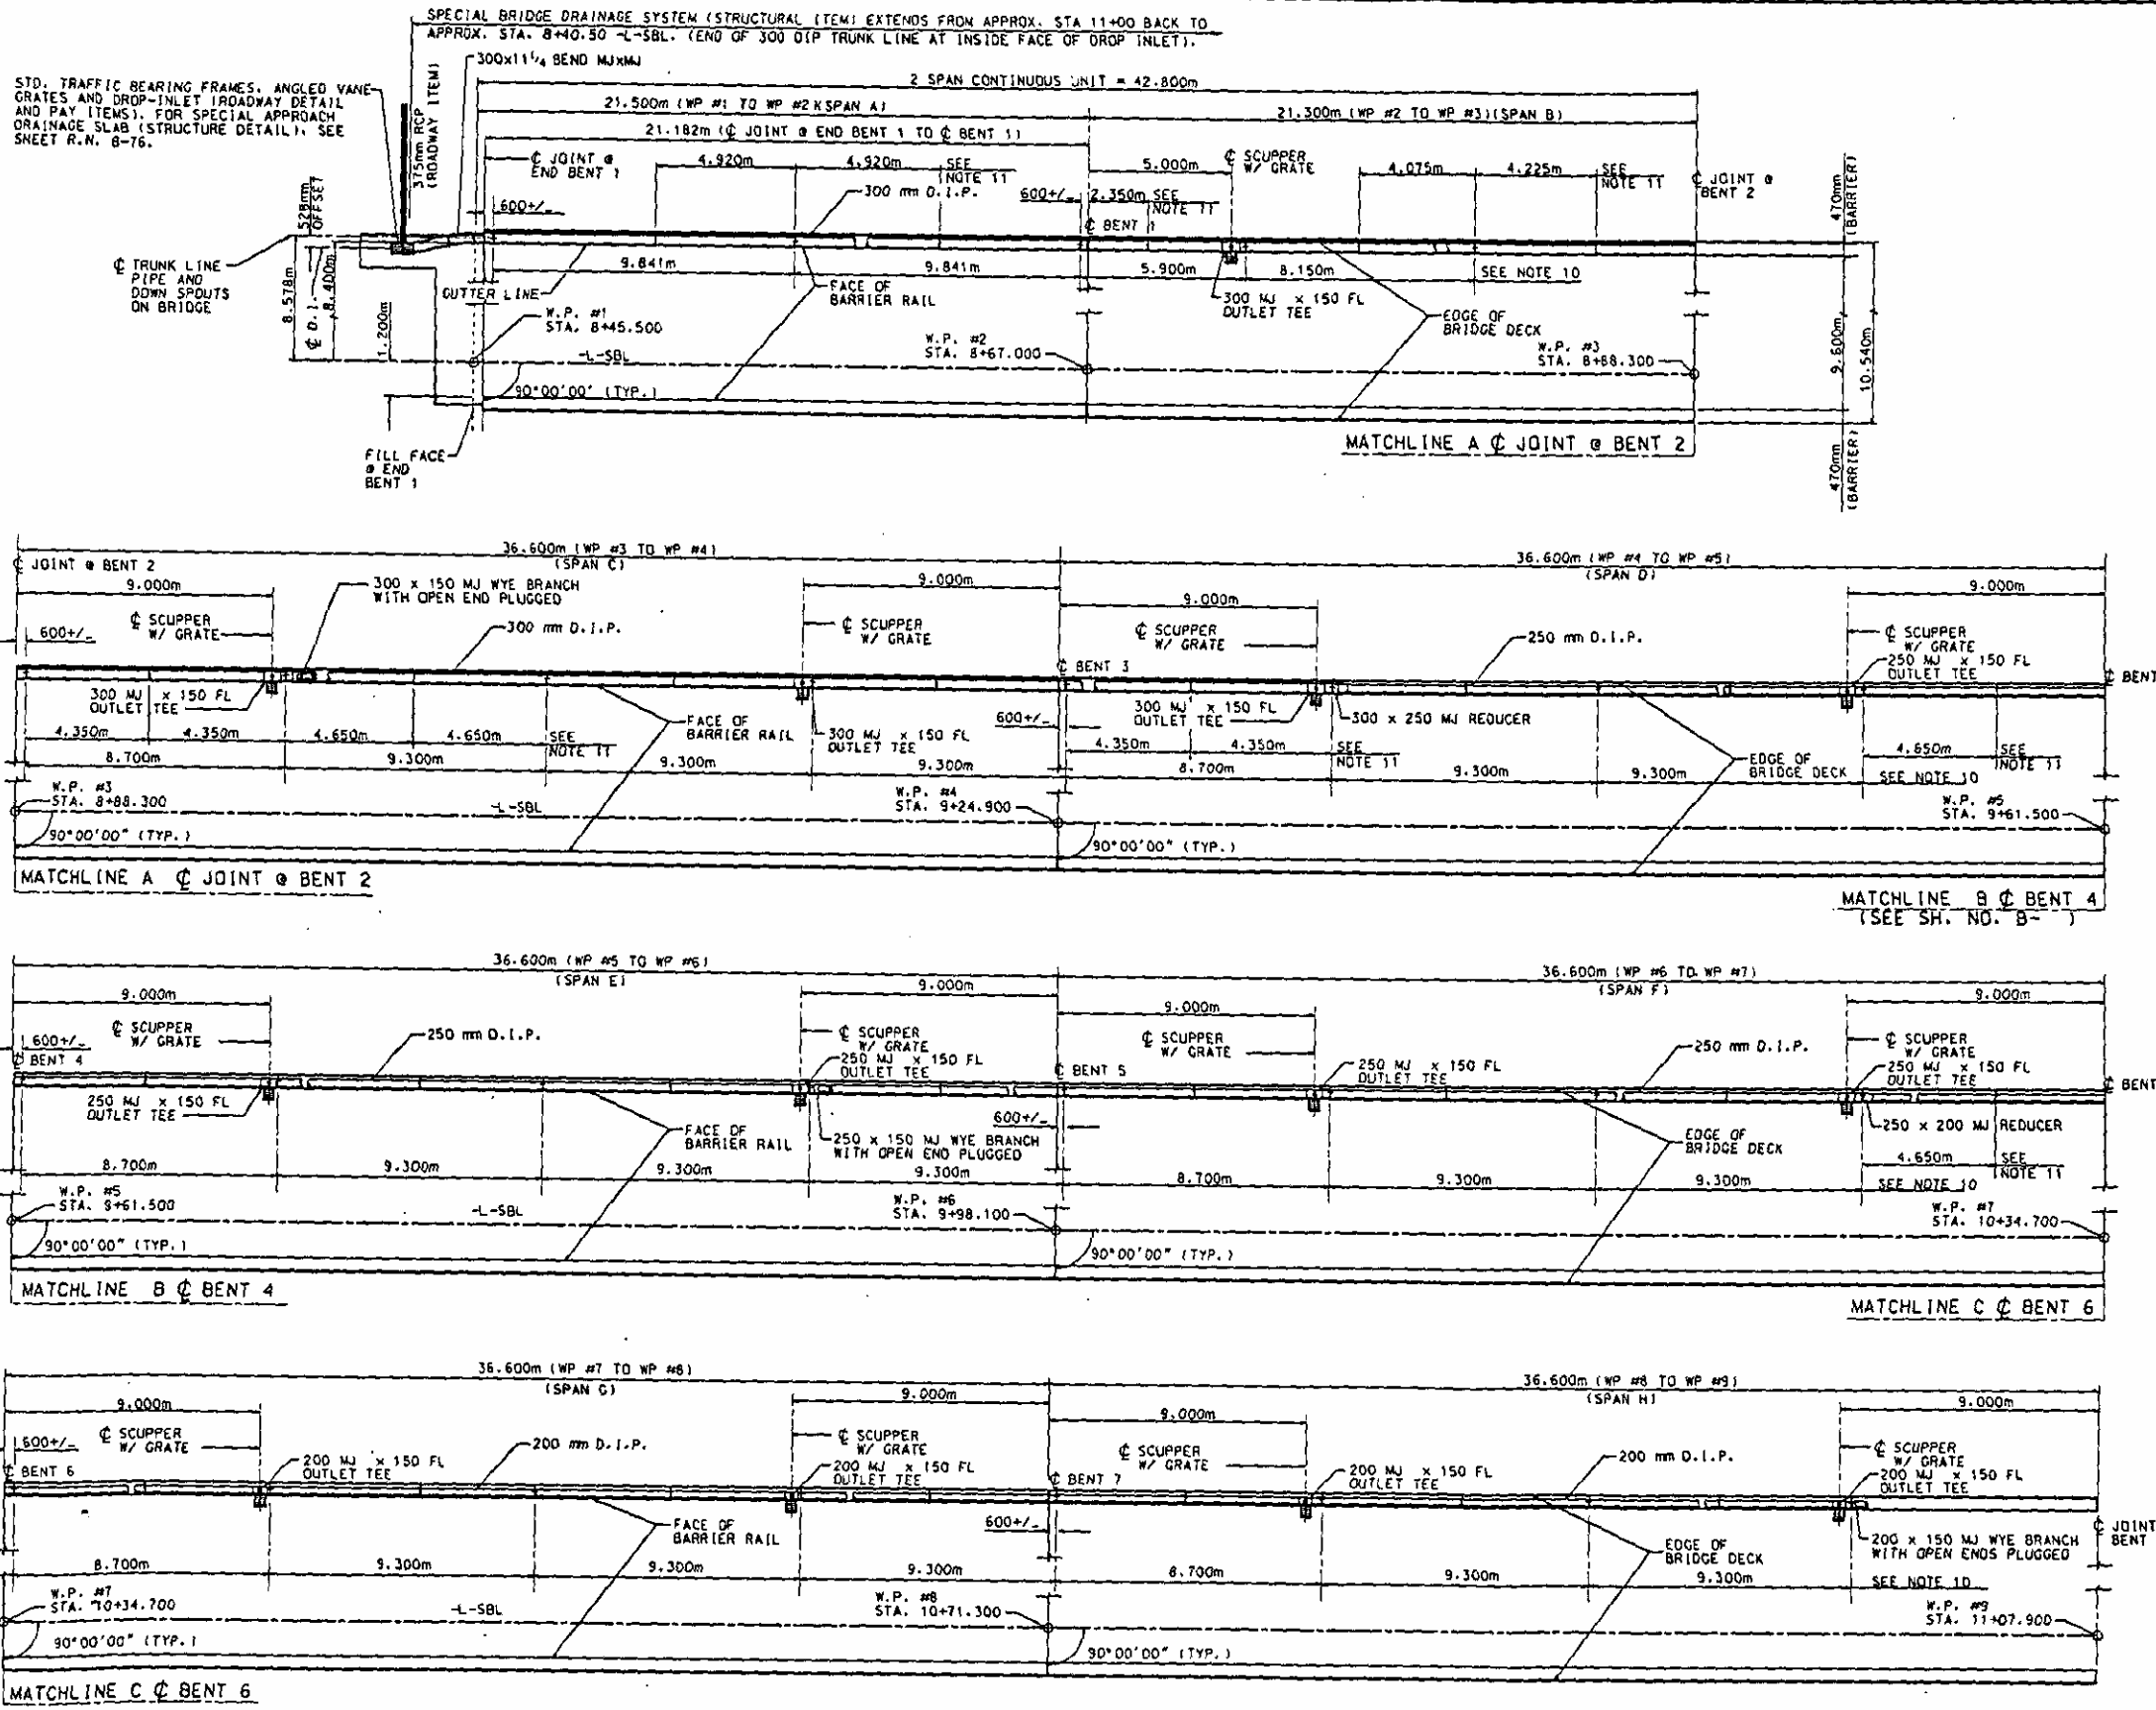 SPECIAL BRIDGE DRAINAGE SYSTEM (STRUCTURAL ITEM) EXTENDS FROM APPROX. STA 11+00 BACK TO
APPROX. STA. 8+40.50 -L-SBL. (END OF 300 DIP TRUNK LINE AT INSIDE FACE OF DROP INLET).
300x11 1/4 BEND MJxMJ
STD. TRAFFIC BEARING FRAMES. ANGLED VANE
GRATES AND DROP-INLET (ROADWAY DETAIL
AND PAY ITEMS). FOR SPECIAL APPROACH
DRAINAGE SLAB (STRUCTURE DETAIL), SEE
SHEET R.N. B-76.
375mm RCP
(ROADWAY ITEM)
2 SPAN CONTINUOUS UNIT = 42.800m
21.500m (WP #1 TO WP #2)(SPAN A)
21.300m (WP #2 TO WP #3)(SPAN B)
21.182m (℄ JOINT @ END BENT 1 TO ℄ BENT 1)
℄ JOINT @
END BENT 1
4.920m
4.920m
SEE
NOTE 11
5.000m
℄ SCUPPER
W/ GRATE
4.075m
4.225m
SEE
NOTE 11
℄ JOINT @
BENT 2
470mm
(BARRIER)
528mm
OFFSET
600+/-
300 mm D.I.P.
600+/-
2.350m
SEE
NOTE 11
℄ BENT 1
℄ TRUNK LINE
PIPE AND
DOWN SPOUTS
ON BRIDGE
8.578m
℄ D.I.
8.400m
1.200m
GUTTER LINE
9.841m
9.841m
5.900m
8.150m
SEE NOTE 10
FACE OF
BARRIER RAIL
300 MJ x 150 FL
OUTLET TEE
EDGE OF
BRIDGE DECK
W.P. #1
STA. 8+45.500
W.P. #2
STA. 8+67.000
W.P. #3
STA. 8+88.300
-L-SBL
90°00'00" (TYP.)
9.600m
10.540m
FILL FACE
@ END
BENT 1
MATCHLINE A ℄ JOINT @ BENT 2
470mm
(BARRIER)
36.600m (WP #3 TO WP #4)
(SPAN C)
36.600m (WP #4 TO WP #5)
(SPAN D)
℄ JOINT @ BENT 2
9.000m
300 x 150 MJ WYE BRANCH
WITH OPEN END PLUGGED
9.000m
9.000m
9.000m
600+/-
℄ SCUPPER
W/ GRATE
300 mm D.I.P.
℄ SCUPPER
W/ GRATE
℄ SCUPPER
W/ GRATE
250 mm D.I.P.
℄ SCUPPER
W/ GRATE
250 MJ x 150 FL
OUTLET TEE
℄ BENT 3
℄ BENT
300 MJ x 150 FL
OUTLET TEE
FACE OF
BARRIER RAIL
300 MJ x 150 FL
OUTLET TEE
600+/-
300 MJ x 150 FL
OUTLET TEE
300 x 250 MJ REDUCER
4.350m
4.350m
4.650m
4.650m
SEE
NOTE 11
4.350m
4.350m
SEE
NOTE 11
EDGE OF
BRIDGE DECK
4.650m
SEE
NOTE 11
8.700m
9.300m
9.300m
9.300m
8.700m
9.300m
9.300m
SEE NOTE 10
W.P. #3
STA. 8+88.300
-L-SBL
W.P. #4
STA. 9+24.900
W.P. #5
STA. 9+61.500
90°00'00" (TYP.)
90°00'00" (TYP.)
MATCHLINE A ℄ JOINT @ BENT 2
MATCHLINE B ℄ BENT 4
(SEE SH. NO. B- )
36.600m (WP #5 TO WP #6)
(SPAN E)
36.600m (WP #6 TO WP #7)
(SPAN F)
9.000m
9.000m
9.000m
9.000m
600+/-
℄ BENT 4
℄ SCUPPER
W/ GRATE
250 mm D.I.P.
℄ SCUPPER
W/ GRATE
250 MJ x 150 FL
OUTLET TEE
℄ SCUPPER
W/ GRATE
℄ BENT 5
250 MJ x 150 FL
OUTLET TEE
250 mm D.I.P.
℄ SCUPPER
W/ GRATE
250 MJ x 150 FL
OUTLET TEE
℄ BENT
250 MJ x 150 FL
OUTLET TEE
FACE OF
BARRIER RAIL
600+/-
250 x 150 MJ WYE BRANCH
WITH OPEN END PLUGGED
EDGE OF
BRIDGE DECK
250 x 200 MJ REDUCER
4.650m
SEE
NOTE 11
8.700m
9.300m
9.300m
9.300m
8.700m
9.300m
9.300m
SEE NOTE 10
W.P. #5
STA. 9+61.500
-L-SBL
W.P. #6
STA. 9+98.100
W.P. #7
STA. 10+34.700
90°00'00" (TYP.)
90°00'00" (TYP.)
MATCHLINE B ℄ BENT 4
MATCHLINE C ℄ BENT 6
36.600m (WP #7 TO WP #8)
(SPAN G)
36.600m (WP #8 TO WP #9)
(SPAN H)
9.000m
9.000m
9.000m
9.000m
600+/-
℄ BENT 6
℄ SCUPPER
W/ GRATE
200 MJ x 150 FL
OUTLET TEE
200 mm D.I.P.
℄ SCUPPER
W/ GRATE
200 MJ x 150 FL
OUTLET TEE
℄ SCUPPER
W/ GRATE
℄ BENT 7
200 MJ x 150 FL
OUTLET TEE
200 mm D.I.P.
℄ SCUPPER
W/ GRATE
200 MJ x 150 FL
OUTLET TEE
FACE OF
BARRIER RAIL
600+/-
EDGE OF
BRIDGE DECK
200 x 150 MJ WYE BRANCH
WITH OPEN ENDS PLUGGED
℄ JOINT
BENT
8.700m
9.300m
9.300m
9.300m
8.700m
9.300m
9.300m
SEE NOTE 10
W.P. #7
STA. 10+34.700
-L-SBL
W.P. #8
STA. 10+71.300
W.P. #9
STA. 11+07.900
90°00'00" (TYP.)
90°00'00" (TYP.)
MATCHLINE C ℄ BENT 6